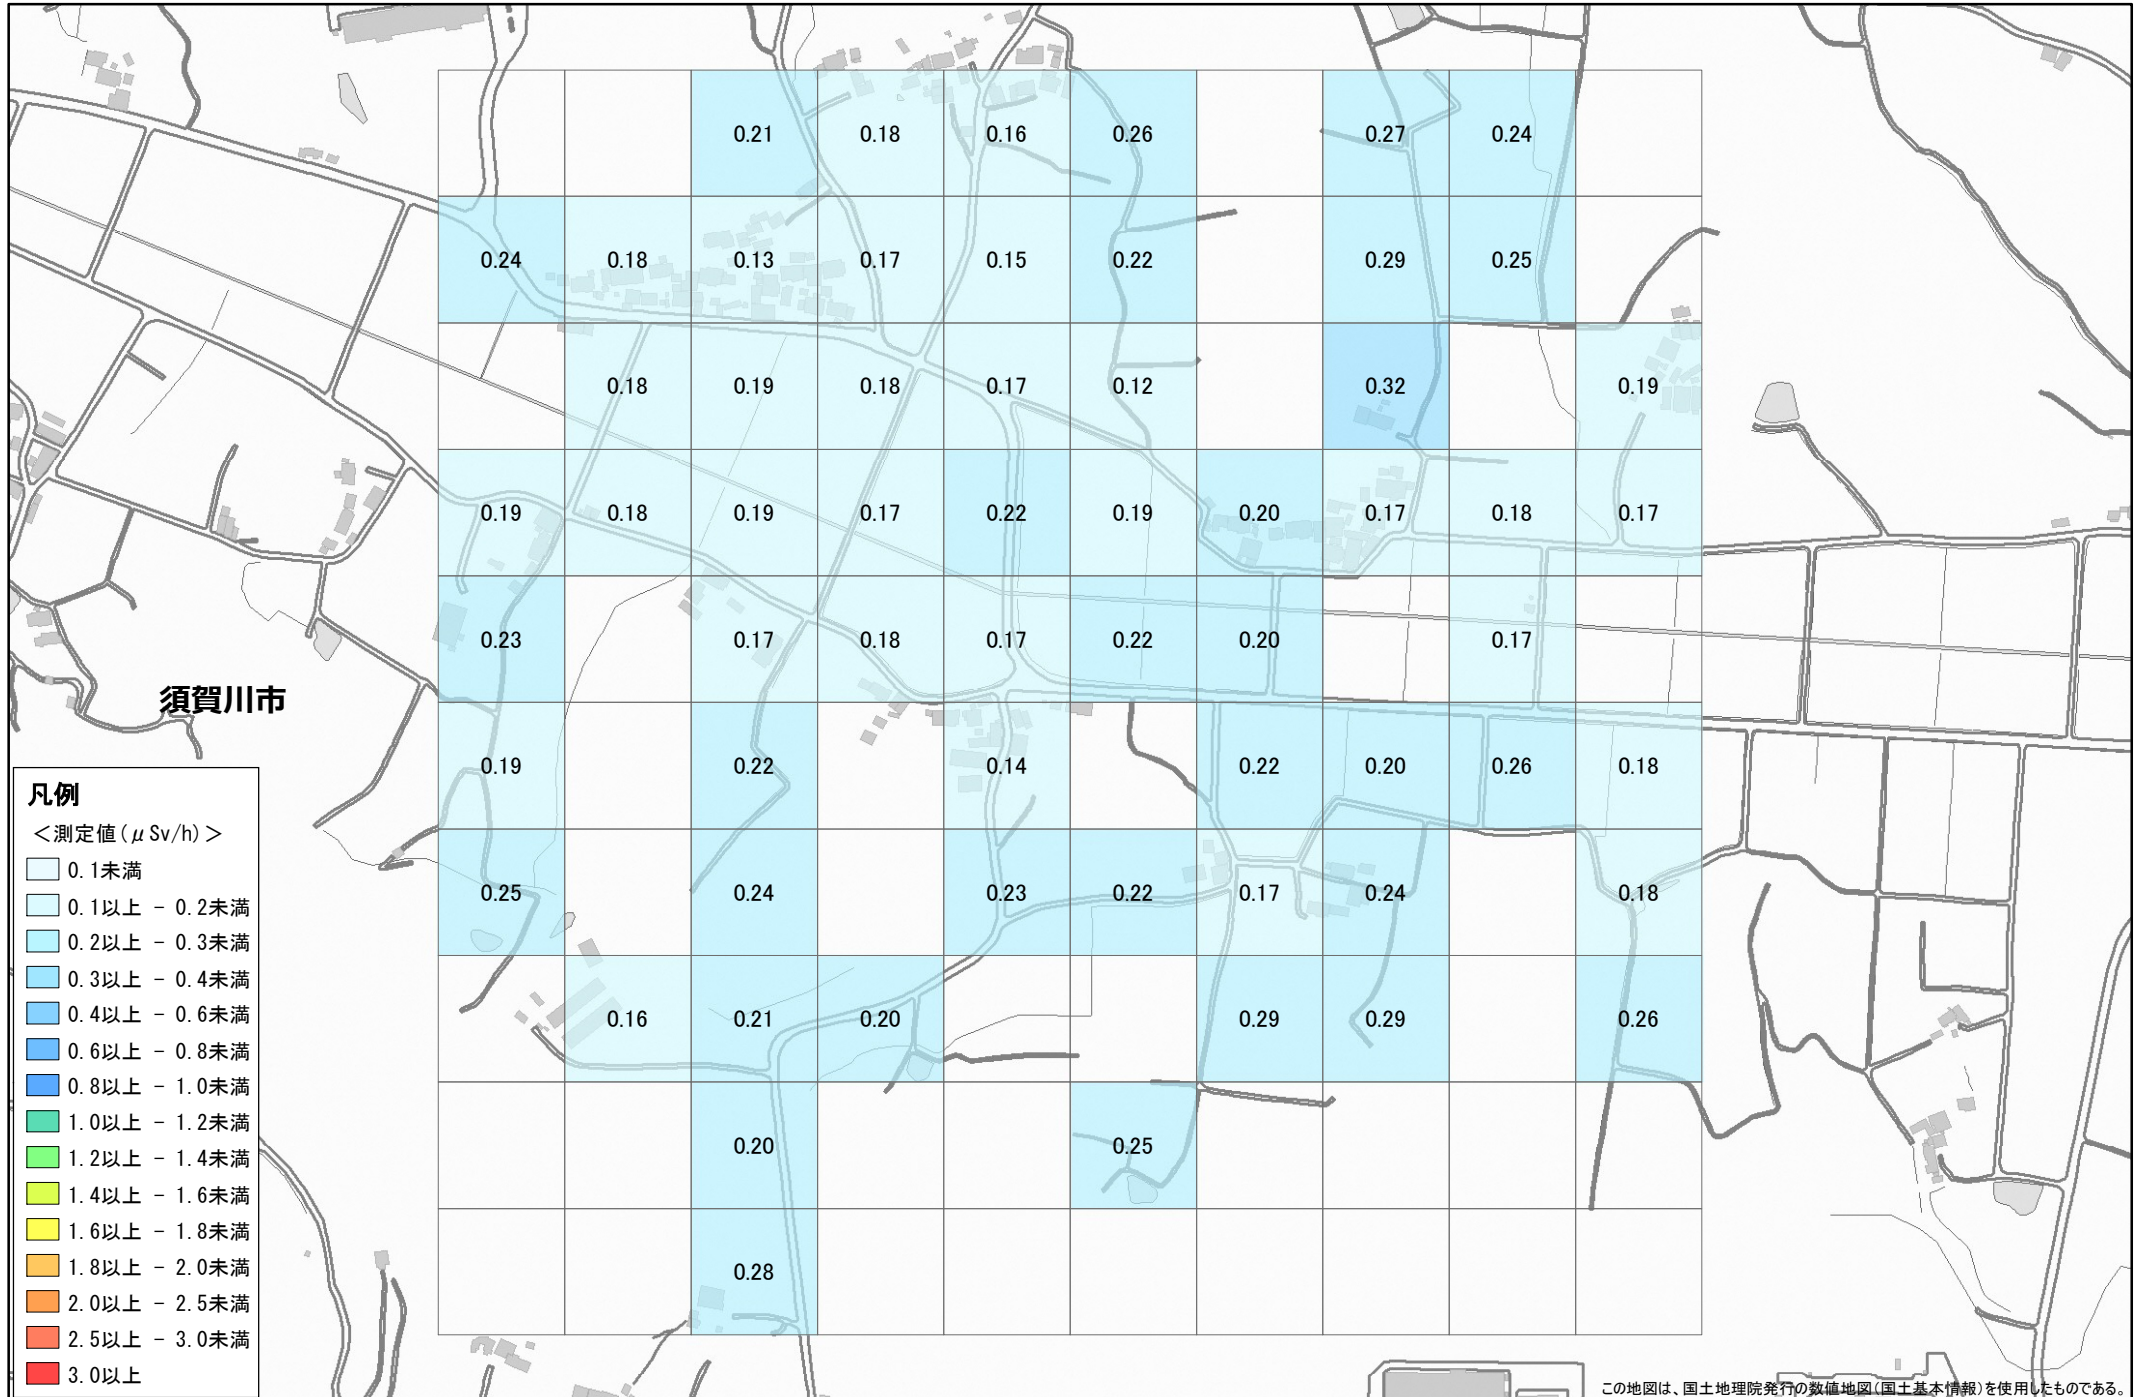 0.21 0.18 0.16 0.26 0.27 0.24
0.24 0.18 0.13 0.17 0.15 0.22 0.29 0.25
0.18 0.19 0.18 0.17 0.12 0.32 0.19
0.19 0.18 0.19 0.17 0.22 0.19 0.20 0.17 0.18 0.17
0.23 0.17 0.18 0.17 0.22 0.20 0.17
須賀川市
0.19 0.22 0.14 0.22 0.20 0.26 0.18
0.25 0.24 0.23 0.22 0.17 0.24 0.18
0.16 0.21 0.20 0.29 0.29 0.26
0.20 0.25
0.28
凡例
＜測定値(μSv/h)＞
0.1未満
0.1以上 - 0.2未満
0.2以上 - 0.3未満
0.3以上 - 0.4未満
0.4以上 - 0.6未満
0.6以上 - 0.8未満
0.8以上 - 1.0未満
1.0以上 - 1.2未満
1.2以上 - 1.4未満
1.4以上 - 1.6未満
1.6以上 - 1.8未満
1.8以上 - 2.0未満
2.0以上 - 2.5未満
2.5以上 - 3.0未満
3.0以上
この地図は、国土地理院発行の数値地図(国土基本情報)を使用したものである。